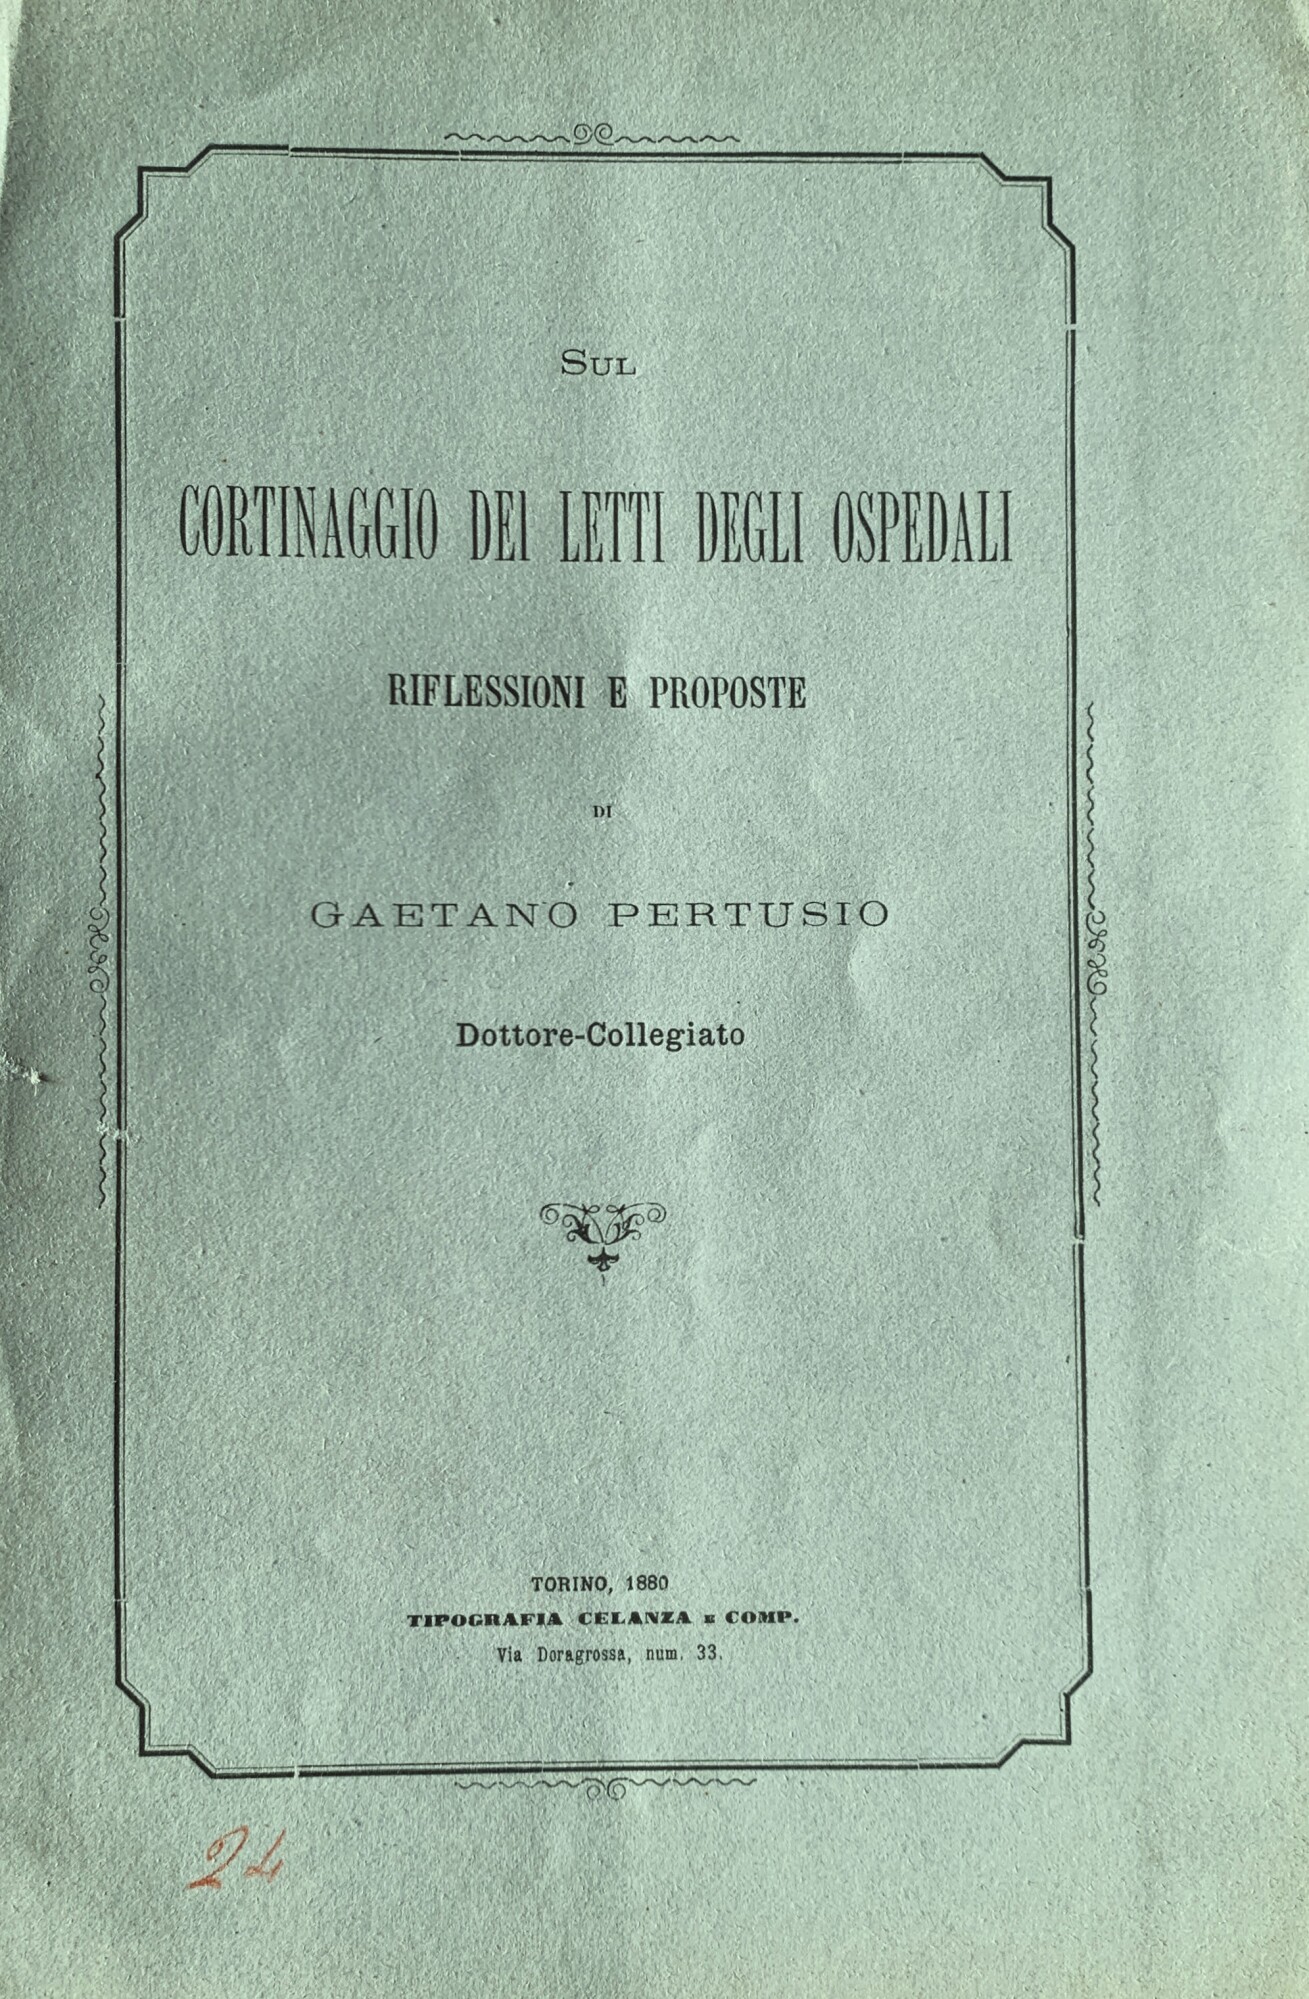 SUL
CORTINAGGIO DEI LETTI DEGLI OSPEDALI
RIFLESSIONI E PROPOSTE
DI
GAETANO PERTUSIO
Dottore-Collegiato
TORINO, 1880
TIPOGRAFIA CELANZA E COMP.
Via Doragrossa, num. 33.
24